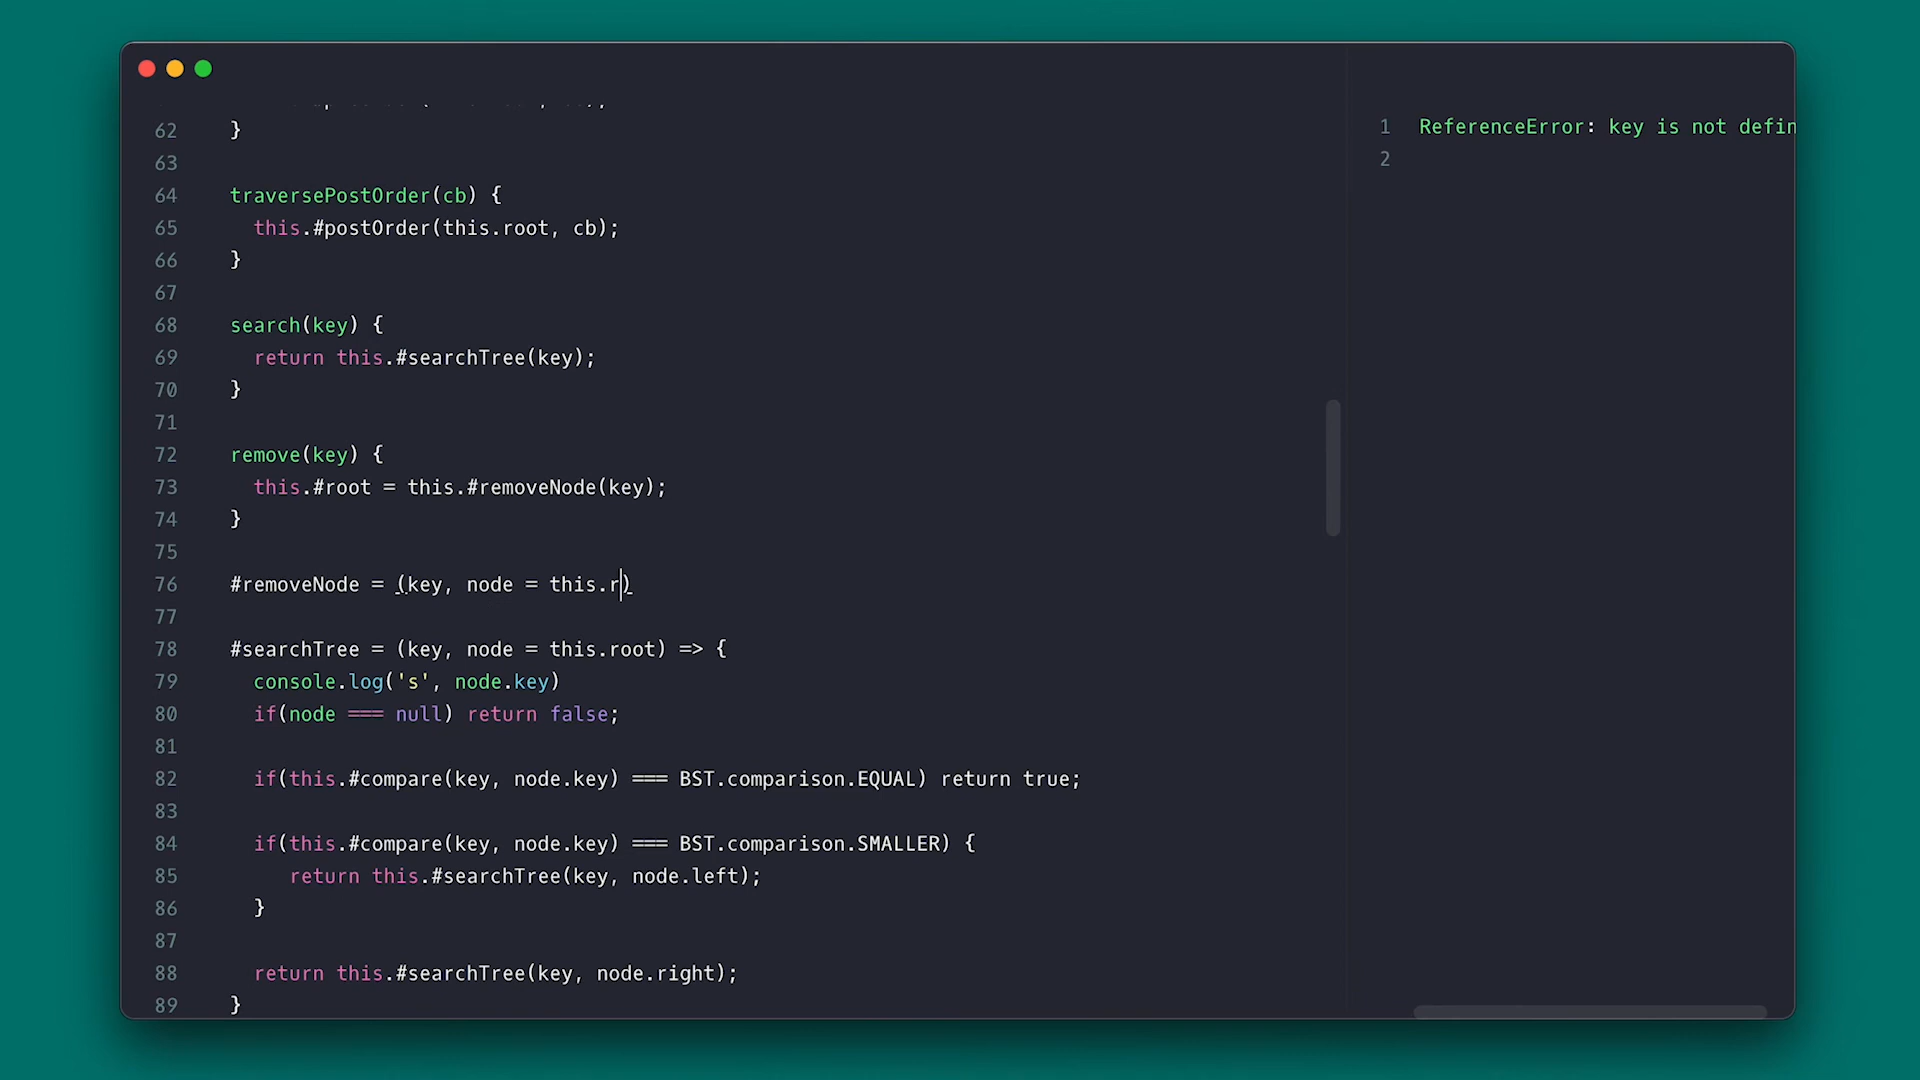 62 }
63
64 traversePostOrder(cb) {
65 this.#postOrder(this.root, cb);
66 }
67
68 search(key) {
69 return this.#searchTree(key);
70 }
71
72 remove(key) {
73 this.#root = this.#removeNode(key);
74 }
75
76 #removeNode = (key, node = this.r)
77
78 #searchTree = (key, node = this.root) => {
79 console.log('s', node.key)
80 if(node === null) return false;
81
82 if(this.#compare(key, node.key) === BST.comparison.EQUAL) return true;
83
84 if(this.#compare(key, node.key) === BST.comparison.SMALLER) {
85 return this.#searchTree(key, node.left);
86 }
87
88 return this.#searchTree(key, node.right);
89 }
1 ReferenceError: key is not defin
2